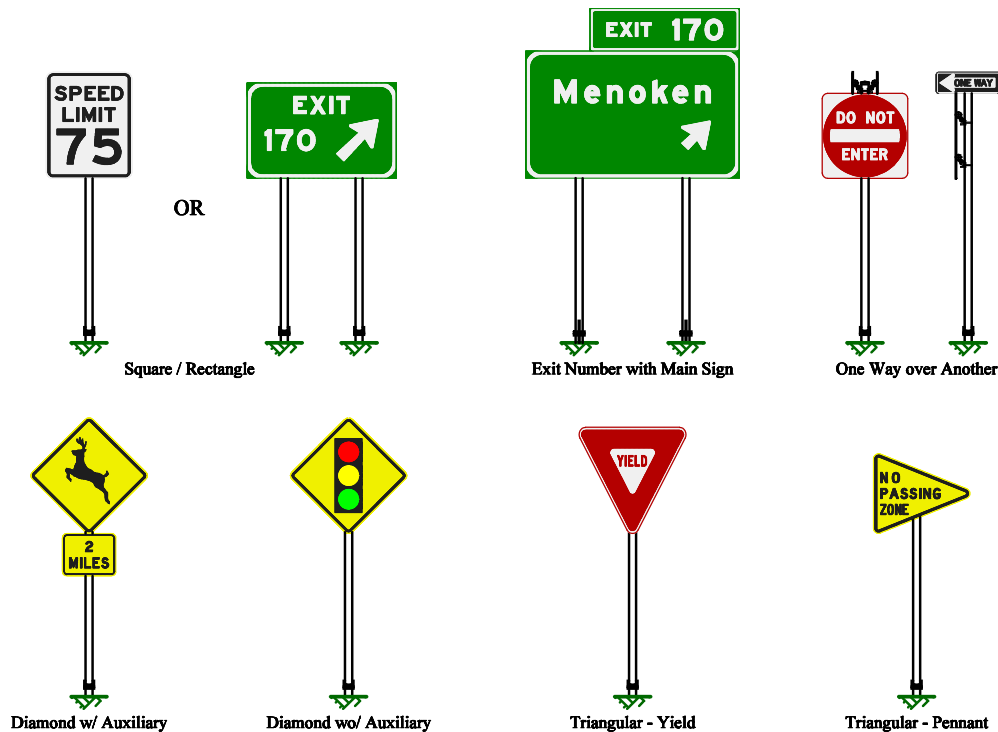 SPEED
LIMIT
75
OR
EXIT
170
Square / Rectangle
EXIT 170
Menoken
Exit Number with Main Sign
DO NOT
ENTER
ONE WAY
One Way over Another
2
MILES
Diamond w/ Auxiliary
Diamond wo/ Auxiliary
YIELD
Triangular - Yield
NO
PASSING
ZONE
Triangular - Pennant